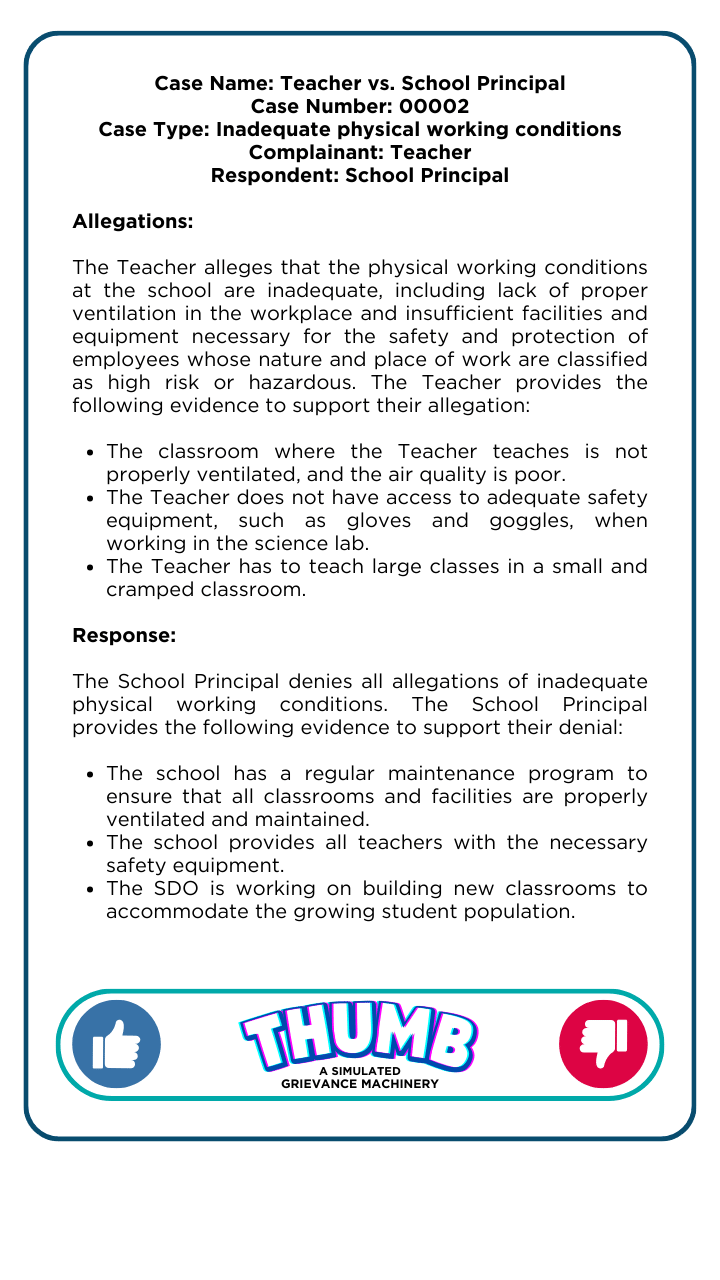 Case Name: Teacher vs. School Principal
Case Number: 00002
Case Type: Inadequate physical working conditions
Complainant: Teacher
Respondent: School Principal
Allegations:
The Teacher alleges that the physical working conditions
at the school are inadequate, including lack of proper
ventilation in the workplace and insufficient facilities and
equipment necessary for the safety and protection of
employees whose nature and place of work are classified
as high risk or hazardous. The Teacher provides the
following evidence to support their allegation:
• The classroom where the Teacher teaches is not
properly ventilated, and the air quality is poor.
• The Teacher does not have access to adequate safety
equipment, such as gloves and goggles, when
working in the science lab.
• The Teacher has to teach large classes in a small and
cramped classroom.
Response:
The School Principal denies all allegations of inadequate
physical working conditions. The School Principal
provides the following evidence to support their denial:
• The school has a regular maintenance program to
ensure that all classrooms and facilities are properly
ventilated and maintained.
• The school provides all teachers with the necessary
safety equipment.
• The SDO is working on building new classrooms to
accommodate the growing student population.
THUMB
A SIMULATED
GRIEVANCE MACHINERY